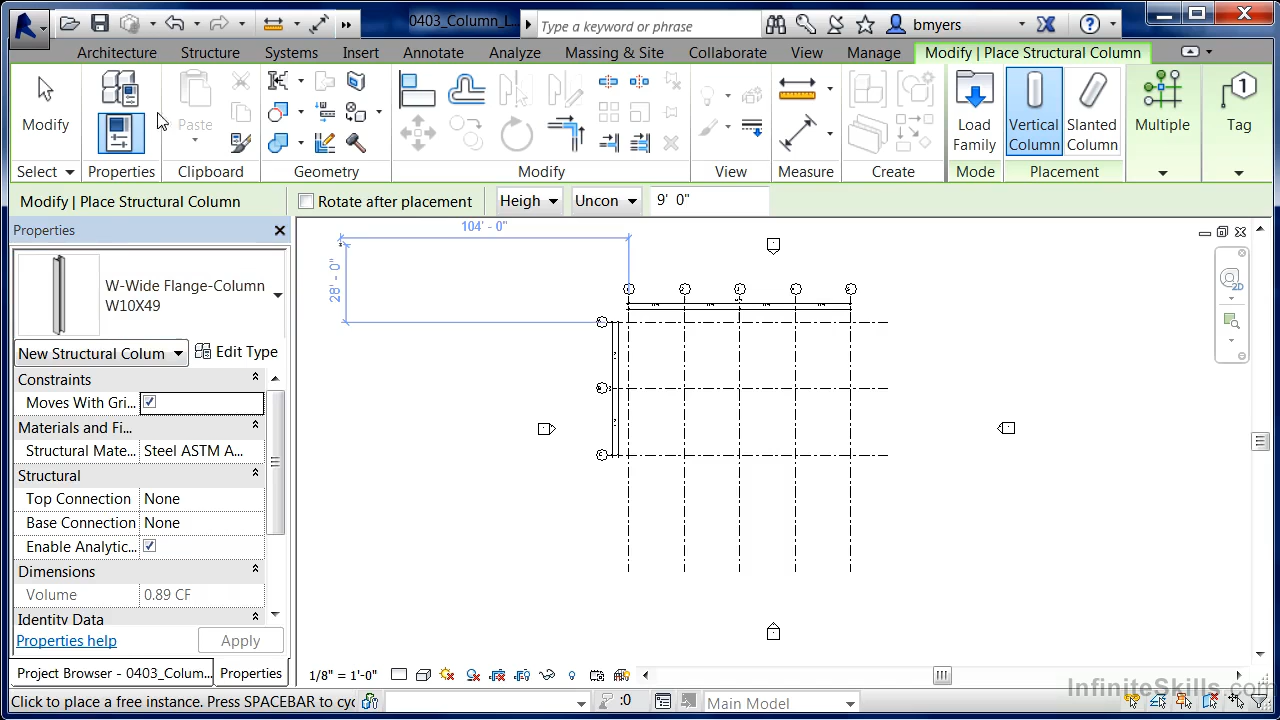 0403_Column_L...
Type a keyword or phrase
bmyers
Architecture Structure Systems Insert Annotate Analyze Massing & Site Collaborate View Manage Modify | Place Structural Column
Modify
Paste
Load Family
Vertical Column
Slanted Column
Multiple
Tag
Select Properties Clipboard Geometry Modify View Measure Create Mode Placement
Modify | Place Structural Column
Rotate after placement
Heigh
Uncon
9' 0"
Properties
W-Wide Flange-Column
W10X49
New Structural Colum
Edit Type
Constraints
Moves With Gri...
Materials and Fi...
Structural Mate... Steel ASTM A...
Structural
Top Connection None
Base Connection None
Enable Analytic...
Dimensions
Volume 0.89 CF
Identity Data
Properties help
Apply
Project Browser - 0403_Colum...
Properties
104' - 0"
28' - 0"
2D
1/8" = 1'-0"
Click to place a free instance. Press SPACEBAR to cyc
:0
Main Model
InfiniteSkills.com